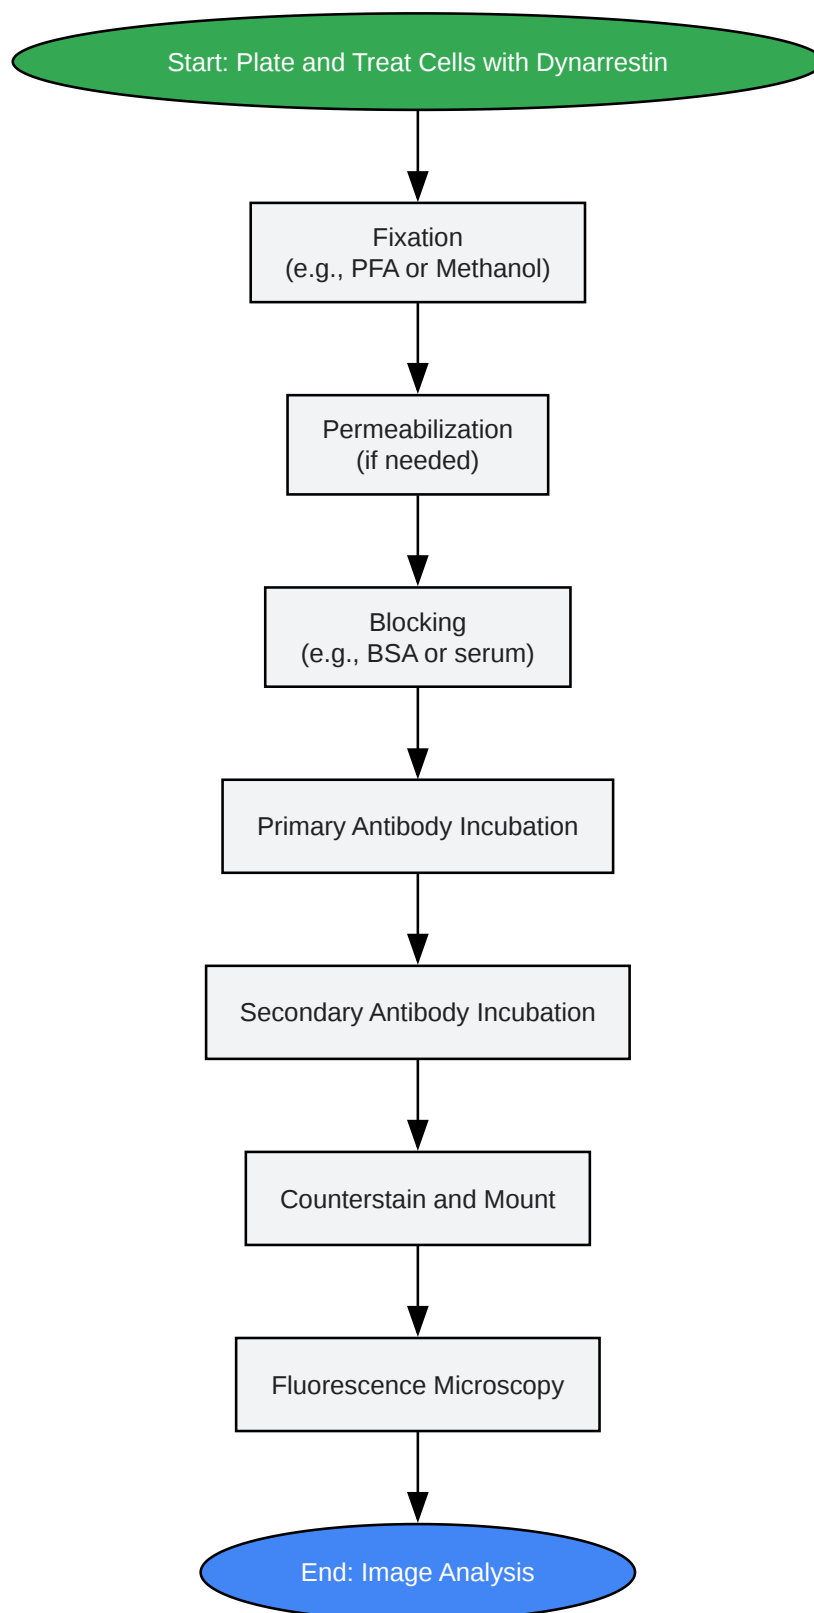 Start: Plate and Treat Cells with Dynarrestin
Fixation
(e.g., PFA or Methanol)
Permeabilization
(if needed)
Blocking
(e.g., BSA or serum)
Primary Antibody Incubation
Secondary Antibody Incubation
Counterstain and Mount
Fluorescence Microscopy
End: Image Analysis